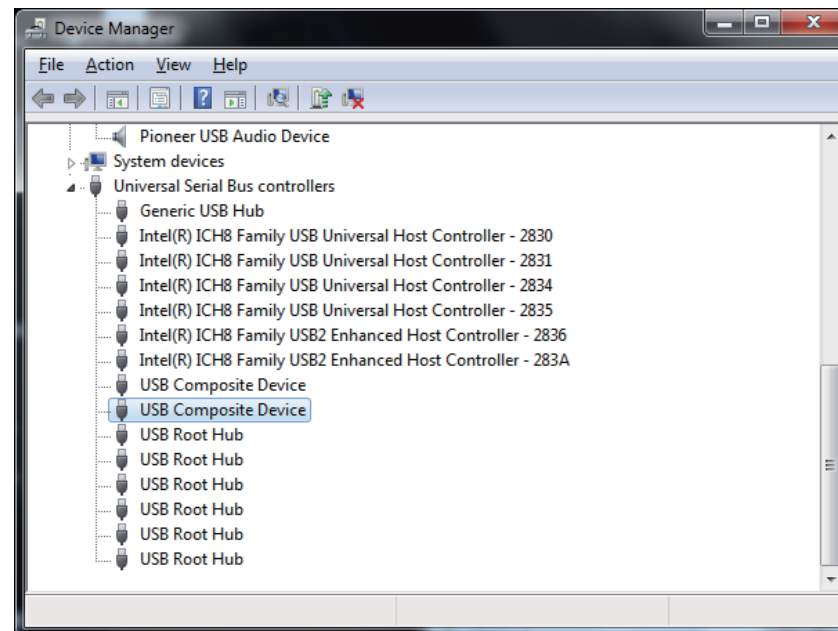 Device Manager
File Action View Help
Pioneer USB Audio Device
System devices
Universal Serial Bus controllers
Generic USB Hub
Intel(R) ICH8 Family USB Universal Host Controller - 2830
Intel(R) ICH8 Family USB Universal Host Controller - 2831
Intel(R) ICH8 Family USB Universal Host Controller - 2834
Intel(R) ICH8 Family USB Universal Host Controller - 2835
Intel(R) ICH8 Family USB2 Enhanced Host Controller - 2836
Intel(R) ICH8 Family USB2 Enhanced Host Controller - 283A
USB Composite Device
USB Composite Device
USB Root Hub
USB Root Hub
USB Root Hub
USB Root Hub
USB Root Hub
USB Root Hub